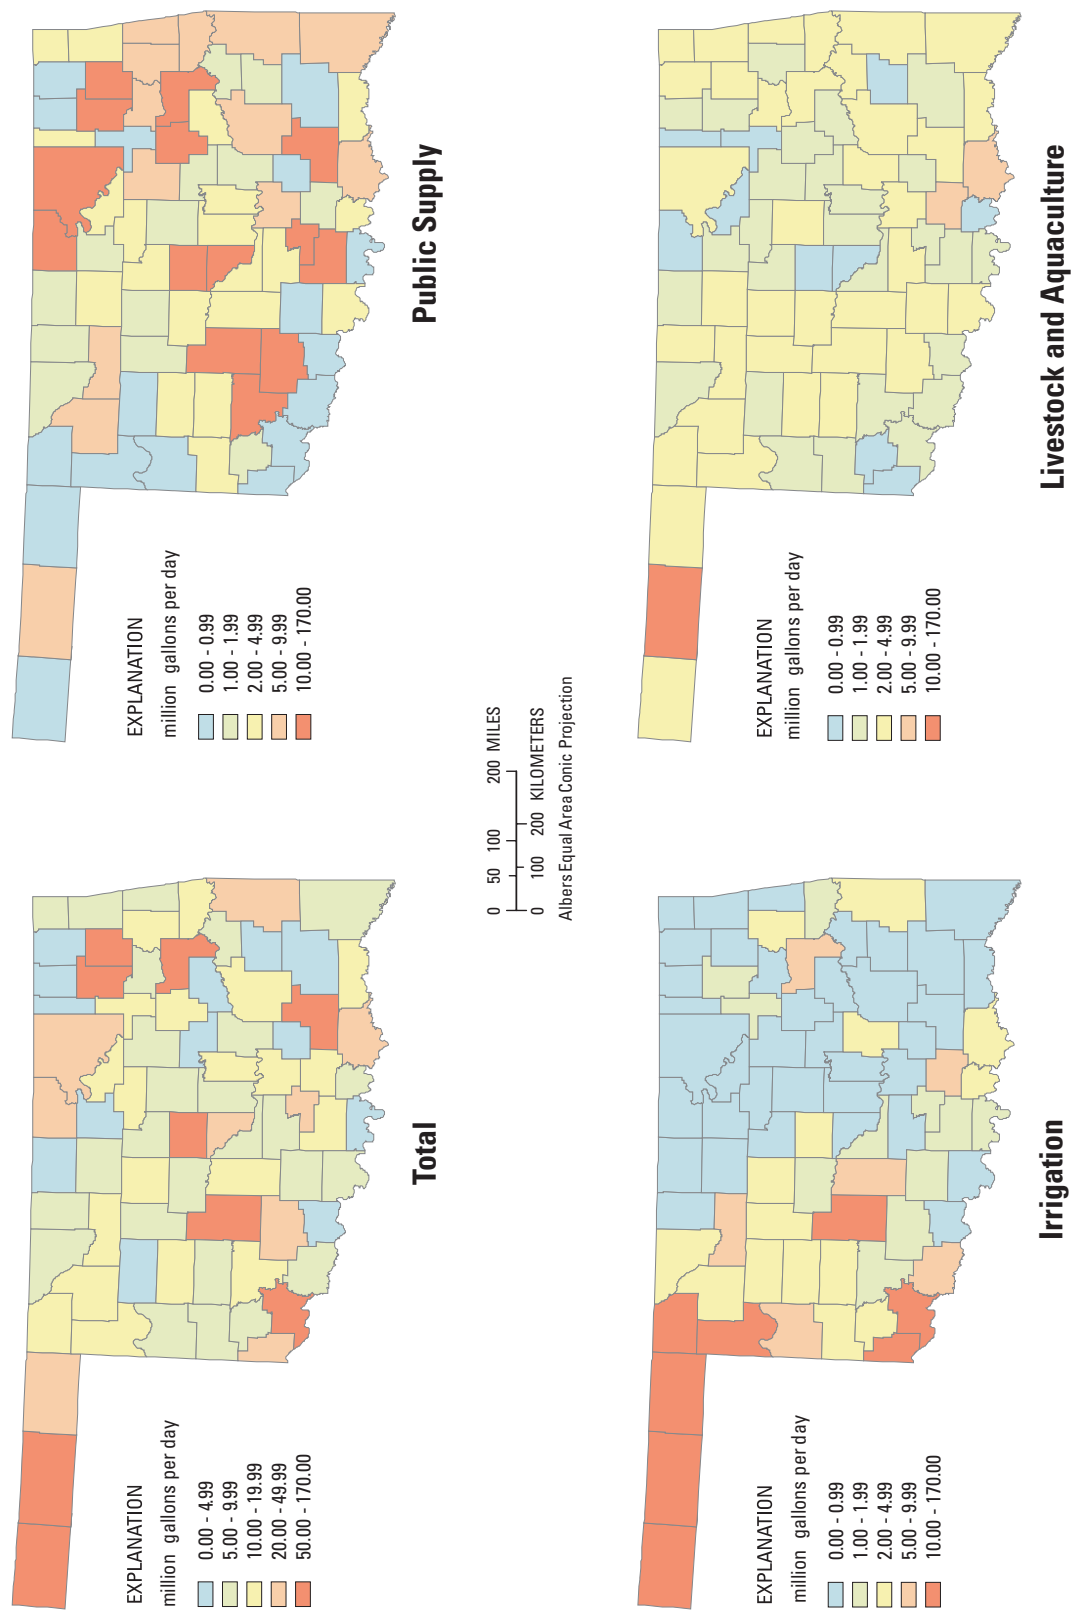 EXPLANATION
million gallons per day
0.00 - 4.99
5.00 - 9.99
10.00 - 19.99
20.00 - 49.99
50.00 - 170.00
Total
EXPLANATION
million gallons per day
0.00 - 0.99
1.00 - 1.99
2.00 - 4.99
5.00 - 9.99
10.00 - 170.00
Public Supply
0 50 100 200 MILES
0 100 200 KILOMETERS
Albers Equal Area Conic Projection
EXPLANATION
million gallons per day
0.00 - 0.99
1.00 - 1.99
2.00 - 4.99
5.00 - 9.99
10.00 - 170.00
Irrigation
EXPLANATION
million gallons per day
0.00 - 0.99
1.00 - 1.99
2.00 - 4.99
5.00 - 9.99
10.00 - 170.00
Livestock and Aquaculture